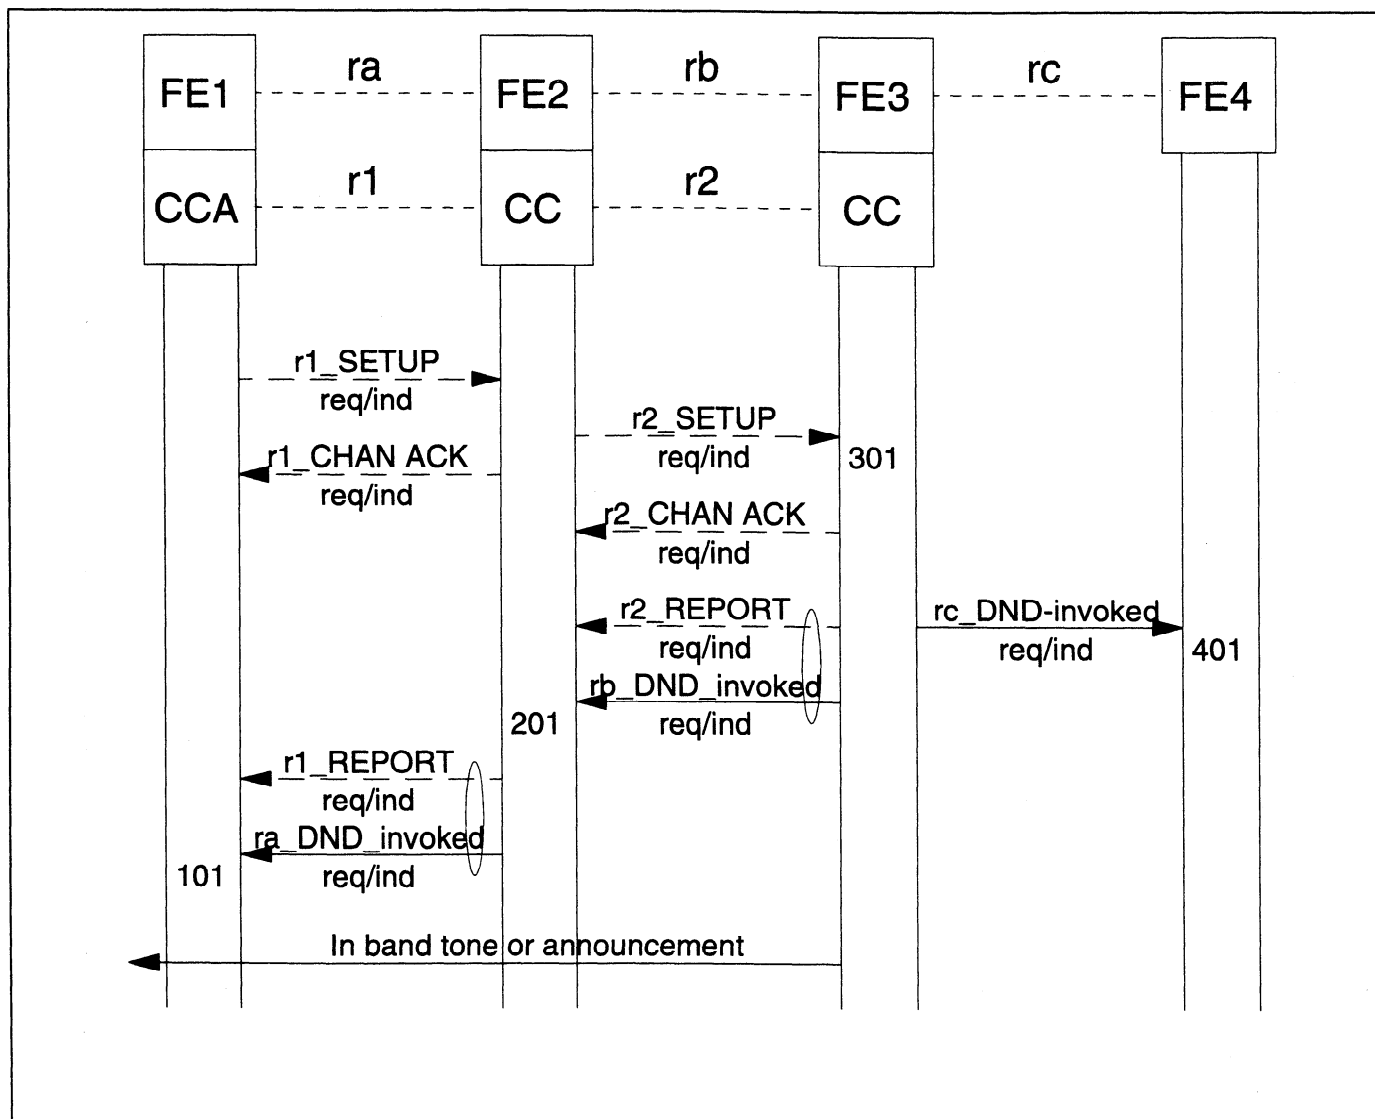 FE1 ra FE2 rb FE3 rc FE4
CCA r1 CC r2 CC
r1_SETUP
req/ind
r2_SETUP
req/ind
301
r1_CHAN ACK
req/ind
r2_CHAN ACK
req/ind
r2_REPORT
req/ind
rc_DND-invoked
req/ind
401
rb_DND_invoked
req/ind
201
r1_REPORT
req/ind
ra_DND_invoked
req/ind
101
In band tone or announcement